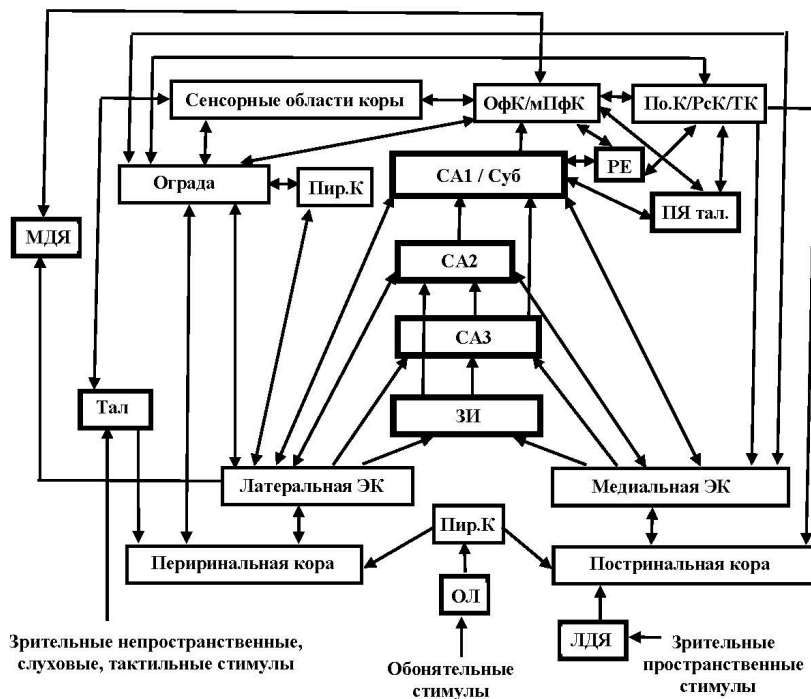 Сенсорные области коры
ОфК/мПфК
По.К/РсК/ТК
Ограда
Пир.К
СА1 / Суб
РЕ
ПЯ тал.
МДЯ
СА2
СА3
Тал
ЗИ
Латеральная ЭК
Медиальная ЭК
Пир.К
Периринальная кора
Постринальная кора
ОЛ
ЛДЯ
Зрительные непространственные,
слуховые, тактильные стимулы
Обонятельные
стимулы
Зрительные
пространственные
стимулы